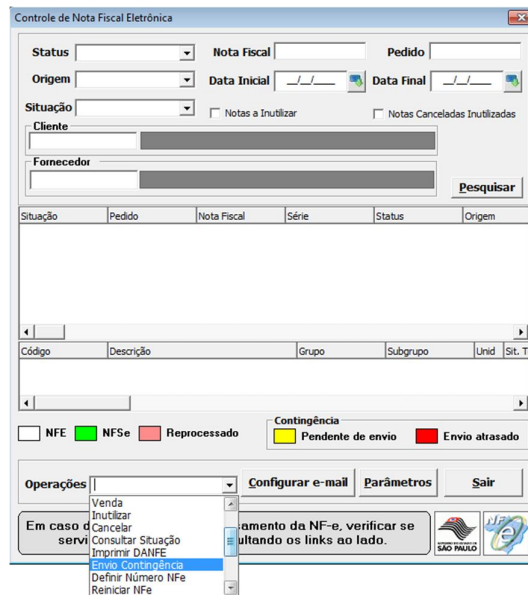 Controle de Nota Fiscal Eletrônica
Status Nota Fiscal Pedido
Origem Data Inicial __/__/____ Data Final __/__/____
Situação Notas a Inutilizar Notas Canceladas Inutilizadas
Cliente
Fornecedor
Pesquisar
Situação Pedido Nota Fiscal Série Status Origem
Código Descrição Grupo Subgrupo Unid Sit. T
Contingência
NFE NFSe Reprocessado Pendente de envio Envio atrasado
Operações Configurar e-mail Parâmetros Sair
Venda
Inutilizar
Cancelar
Consultar Situação
Imprimir DANFE
Envio Contingência
Definir Número NFe
Reiniciar NFe
Em caso d samento da NF-e, verificar se
servi ultando os links ao lado.
SÃO PAULO
NF-e